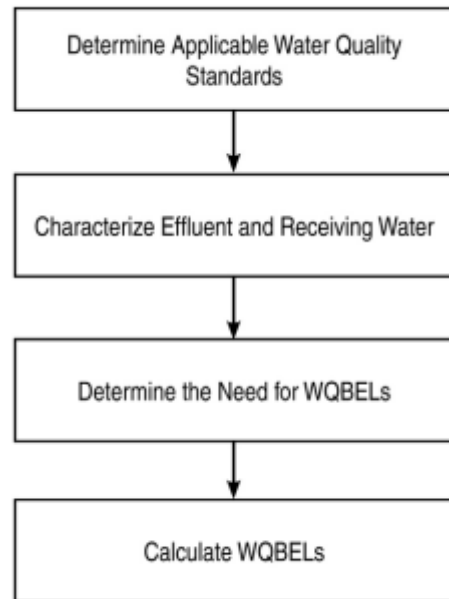 Determine Applicable Water Quality
Standards
Characterize Effluent and Receiving Water
Determine the Need for WQBELs
Calculate WQBELs